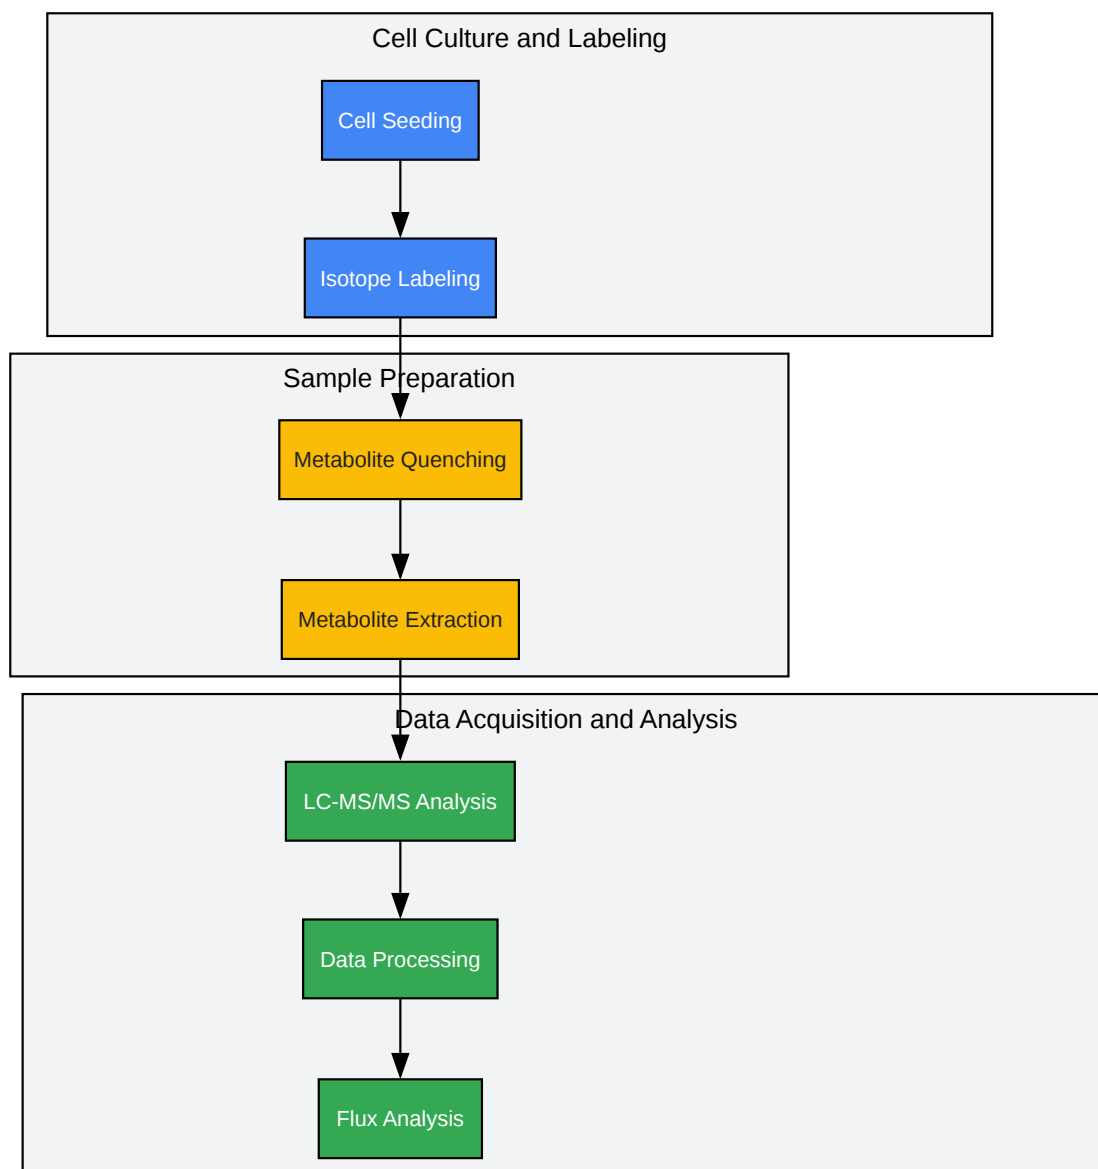 Cell Culture and Labeling
Cell Seeding
Isotope Labeling
Sample Preparation
Metabolite Quenching
Metabolite Extraction
Data Acquisition and Analysis
LC-MS/MS Analysis
Data Processing
Flux Analysis